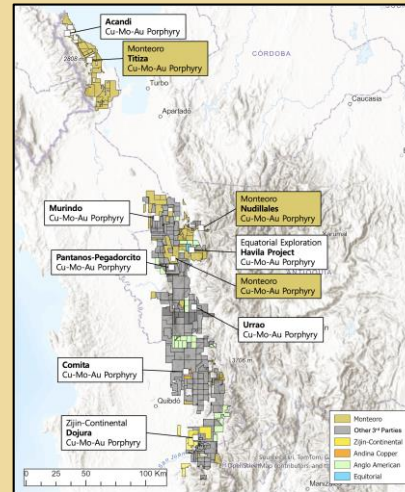 Acandi
Cu-Mo-Au Porphyry
Monteoro
Titiza
Cu-Mo-Au Porphyry
2808 m
CÓRDOBA
Turbo
Apartadó
Caucasia
Murindo
Cu-Mo-Au Porphyry
Monteoro
Nudillales
Cu-Mo-Au Porphyry
Equatorial Exploration
Havila Project
Cu-Mo-Au Porphyry
Pantanos-Pegadorcito
Cu-Mo-Au Porphyry
ANTIOQUIA
Monteoro
Cu-Mo-Au Porphyry
Urrao
Cu-Mo-Au Porphyry
Comita
Cu-Mo-Au Porphyry
Quibdó
Zijin-Continental
Dojura
Cu-Mo-Au Porphyry
Monteoro
Other 3rd Parties
Zijin-Continental
Andina Copper
Anglo American
Equitorial
0 25 50 100 Km